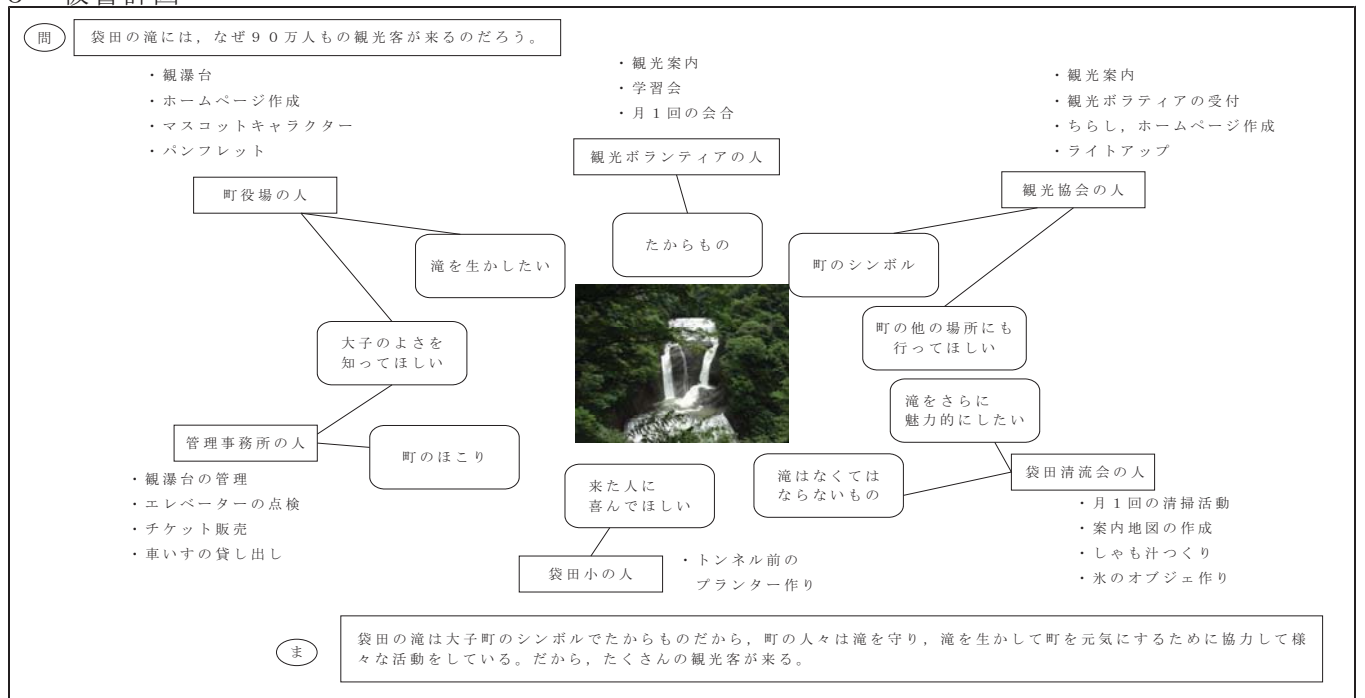 問
袋田の滝には，なぜ９０万人もの観光客が来るのだろう。
・観瀑台
・ホームページ作成
・マスコットキャラクター
・パンフレット
町役場の人
・観光案内
・学習会
・月１回の会合
観光ボランティアの人
・観光案内
・観光ボラティアの受付
・ちらし，ホームページ作成
・ライトアップ
観光協会の人
滝を生かしたい
たからもの
町のシンボル
大子のよさを
知ってほしい
町の他の場所にも
行ってほしい
滝をさらに
魅力的にしたい
管理事務所の人
町のほこり
・観瀑台の管理
・エレベーターの点検
・チケット販売
・車いすの貸し出し
来た人に
喜んでほしい
袋田小の人
・トンネル前の
プランター作り
滝はなくては
ならないもの
袋田清流会の人
・月１回の清掃活動
・案内地図の作成
・しゃも汁つくり
・氷のオブジェ作り
ま
袋田の滝は大子町のシンボルでたからものだから，町の人々は滝を守り，滝を生かして町を元気にするために協力して様
々な活動をしている。だから，たくさんの観光客が来る。